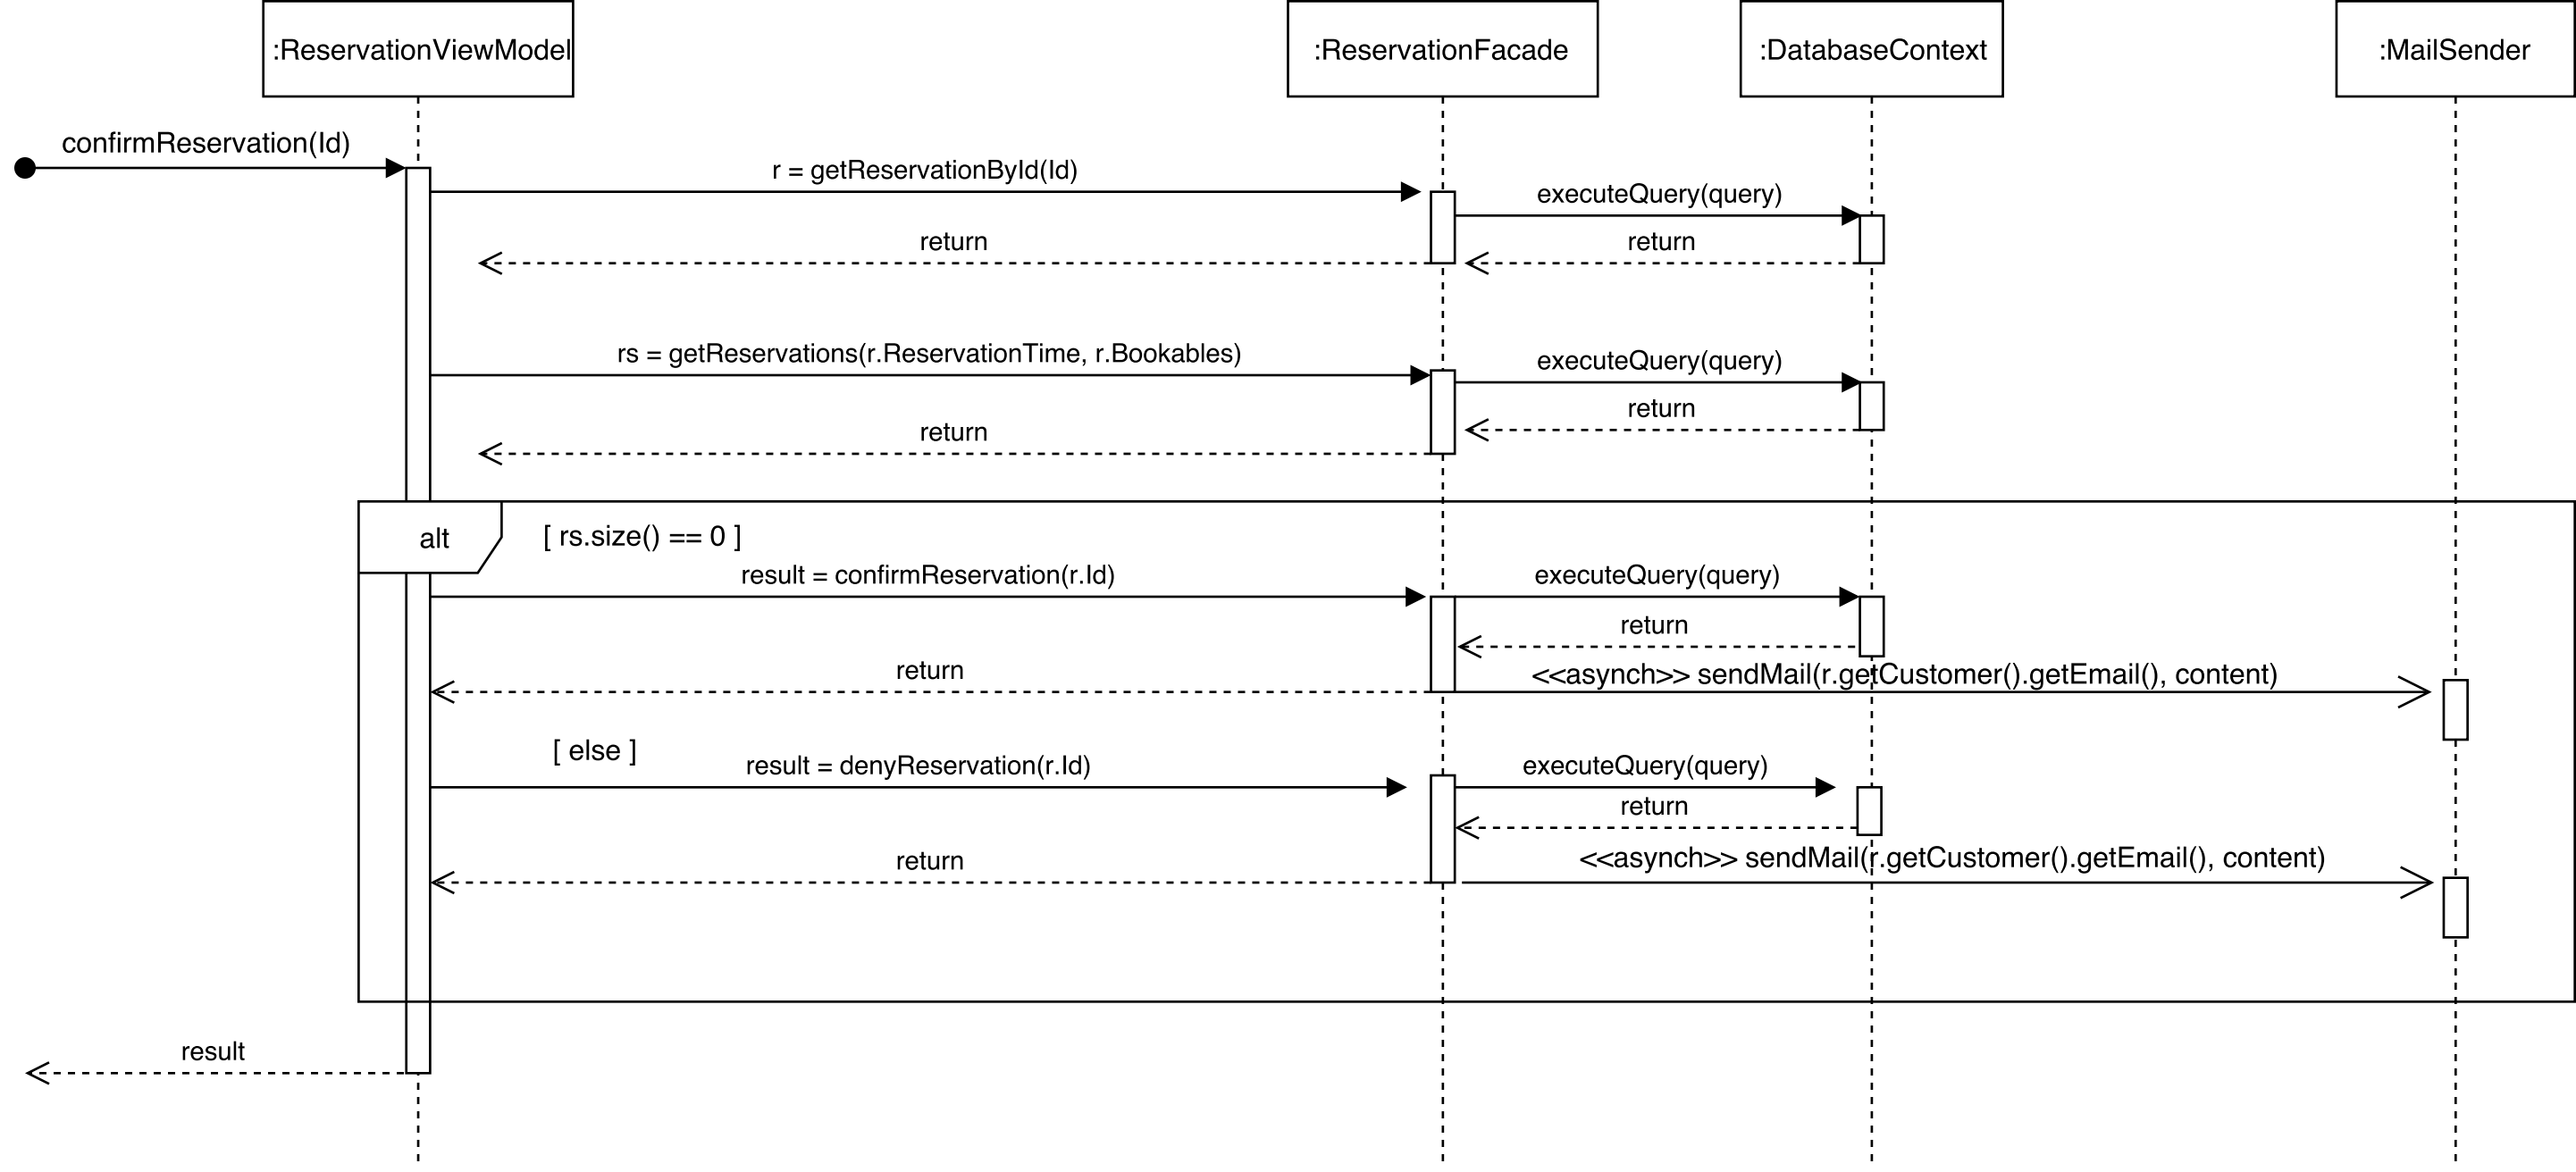 :ReservationViewModel
:ReservationFacade
:DatabaseContext
:MailSender
confirmReservation(Id)
r = getReservationById(Id)
executeQuery(query)
return
return
rs = getReservations(r.ReservationTime, r.Bookables)
executeQuery(query)
return
return
alt
[ rs.size() == 0 ]
result = confirmReservation(r.Id)
executeQuery(query)
return
return
<<asynch>> sendMail(r.getCustomer().getEmail(), content)
[ else ]
result = denyReservation(r.Id)
executeQuery(query)
return
return
<<asynch>> sendMail(r.getCustomer().getEmail(), content)
result